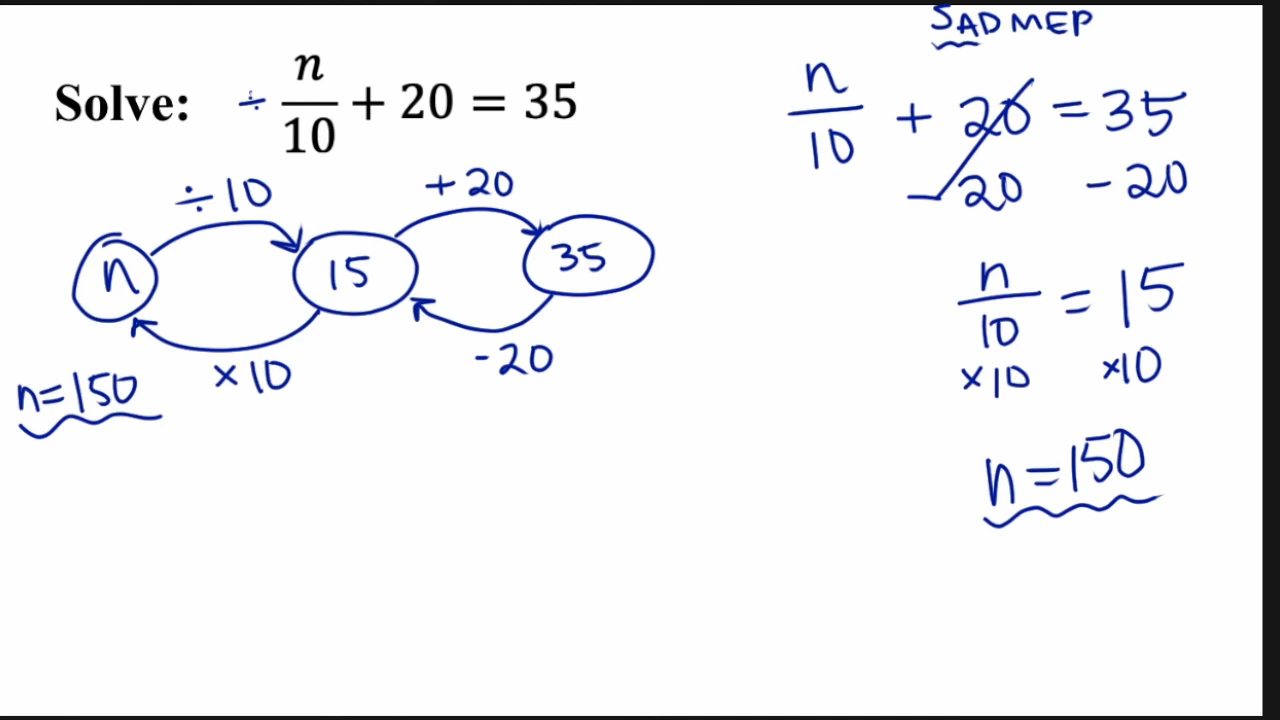 Solve: ÷ n/10 + 20 = 35
÷10
+20
n
15
35
×10
-20
n=150
SADMEP
n/10 + 20 = 35
-20 -20
n/10 = 15
×10 ×10
n=150